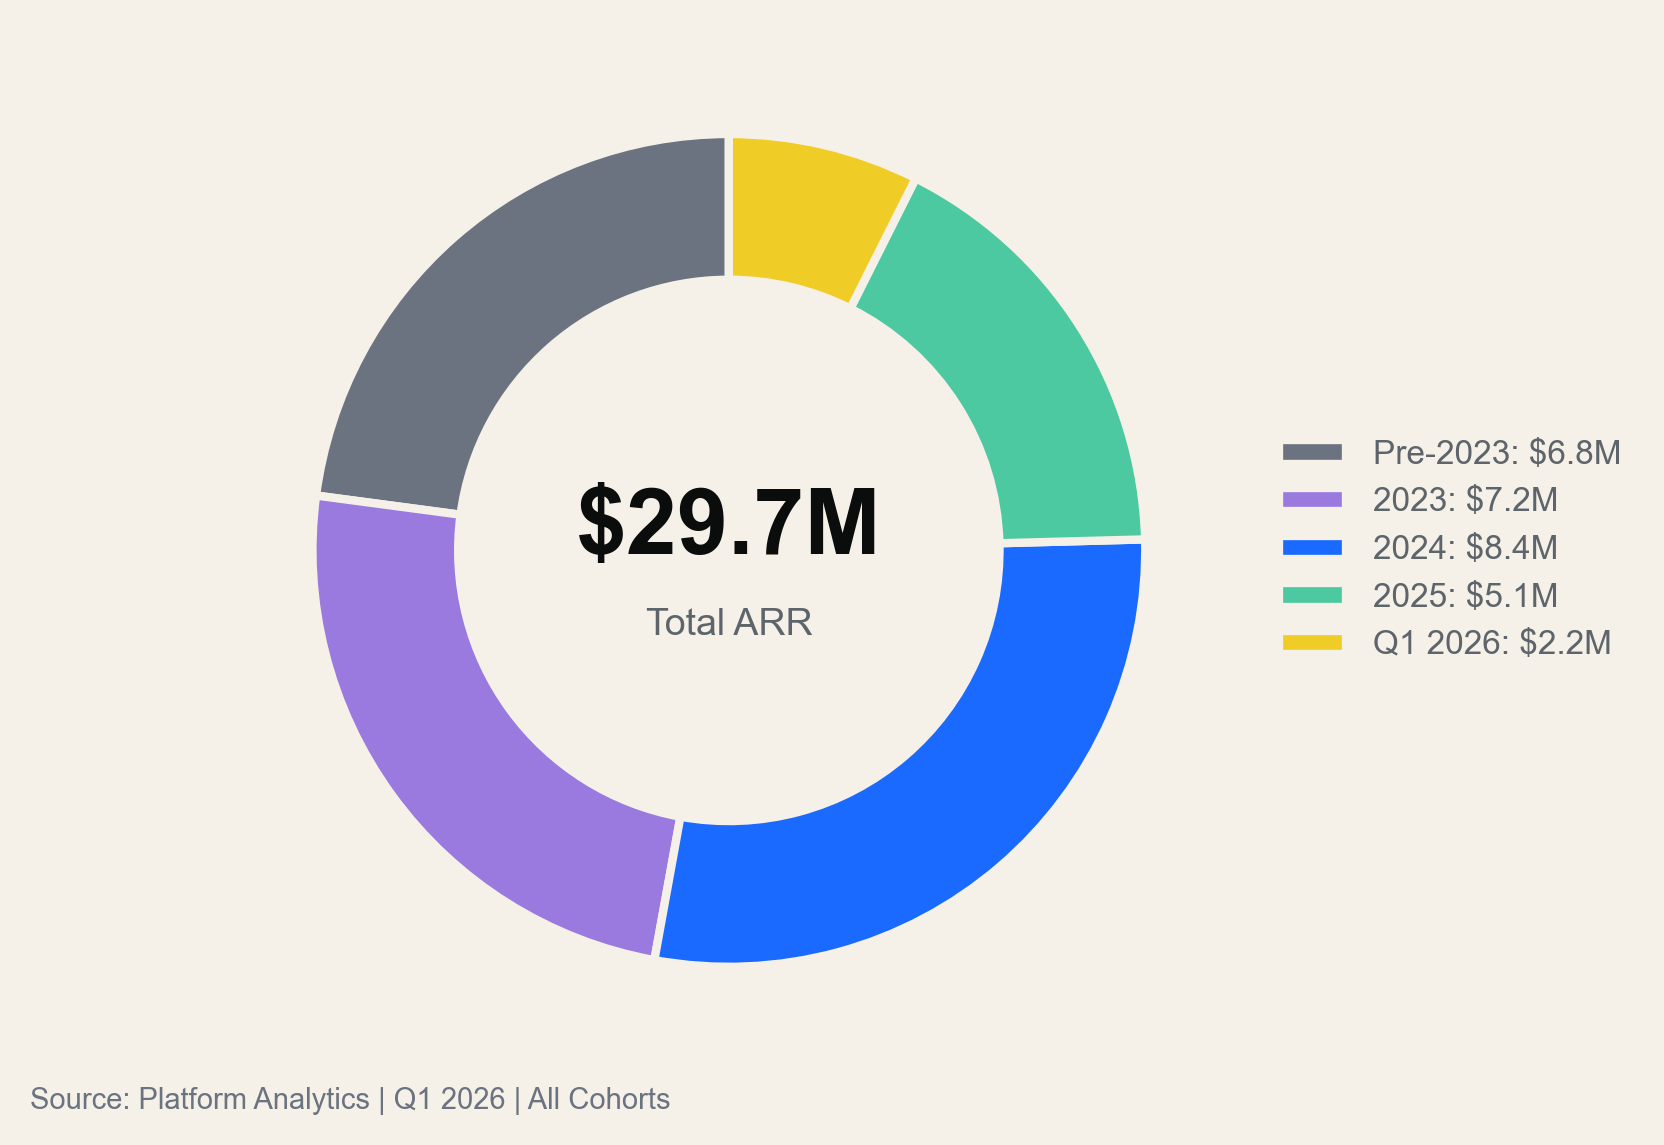 $29.7M
Total ARR
Pre-2023: $6.8M
2023: $7.2M
2024: $8.4M
2025: $5.1M
Q1 2026: $2.2M
Source: Platform Analytics | Q1 2026 | All Cohorts